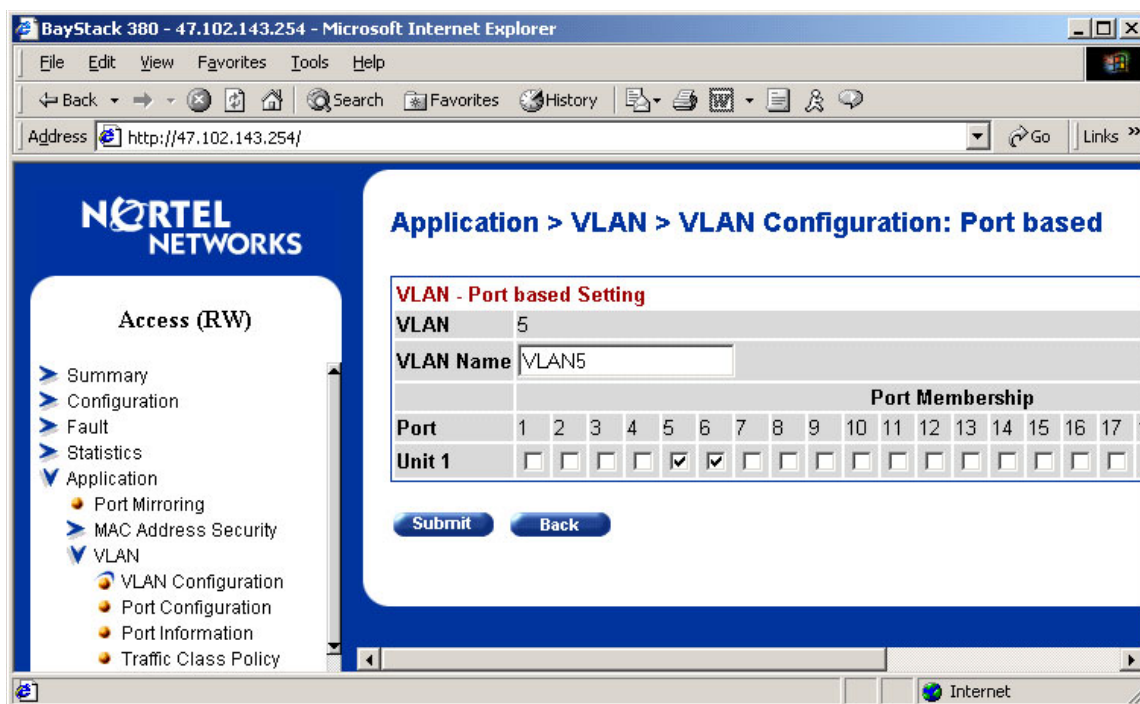 BayStack 380 - 47.102.143.254 - Microsoft Internet Explorer
File Edit View Favorites Tools Help
Back Search Favorites History
Address http://47.102.143.254/ Go Links »
NORTEL
NETWORKS
Access (RW)
Summary
Configuration
Fault
Statistics
Application
Port Mirroring
MAC Address Security
VLAN
VLAN Configuration
Port Configuration
Port Information
Traffic Class Policy
Application > VLAN > VLAN Configuration: Port based
VLAN - Port based Setting
VLAN 5
VLAN Name VLAN5
Port Membership
Port 1 2 3 4 5 6 7 8 9 10 11 12 13 14 15 16 17
Unit 1
Submit Back
Internet